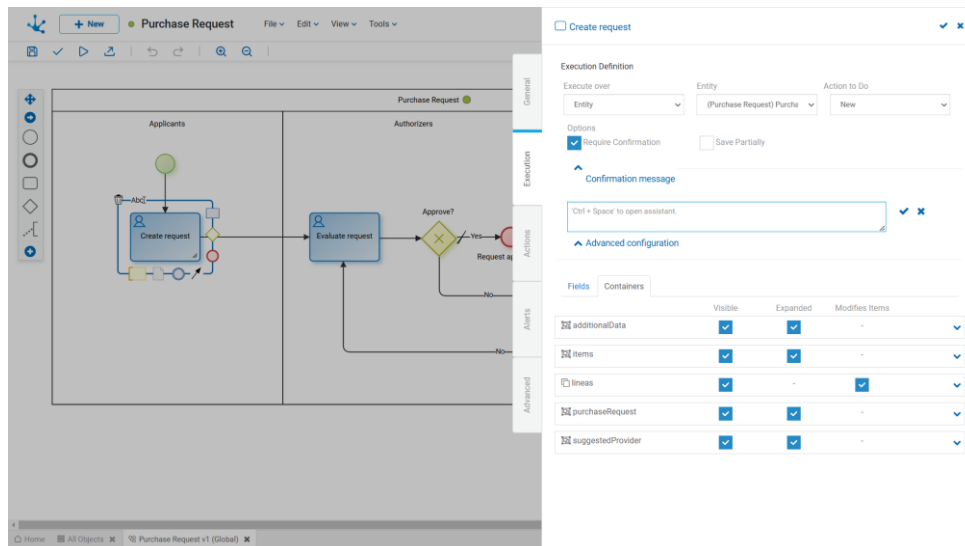 + New
Purchase Request
File
Edit
View
Tools
Purchase Request
Applicants
Authorizers
Abc
Create request
Evaluate request
Approve?
Yes
No
No
General
Execution
Actions
Alerts
Advanced
Create request
Execution Definition
Execute over
Entity
Action to Do
Entity
(Purchase Request) Purcha
New
Options
Require Confirmation
Save Partially
Confirmation message
'Ctrl + Space' to open assistant.
Advanced configuration
Fields
Containers
Visible
Expanded
Modifies Items
additionalData
-
items
-
lineas
-
purchaseRequest
-
suggestedProvider
-
Request
Home
All Objects
Purchase Request v1 (Global)